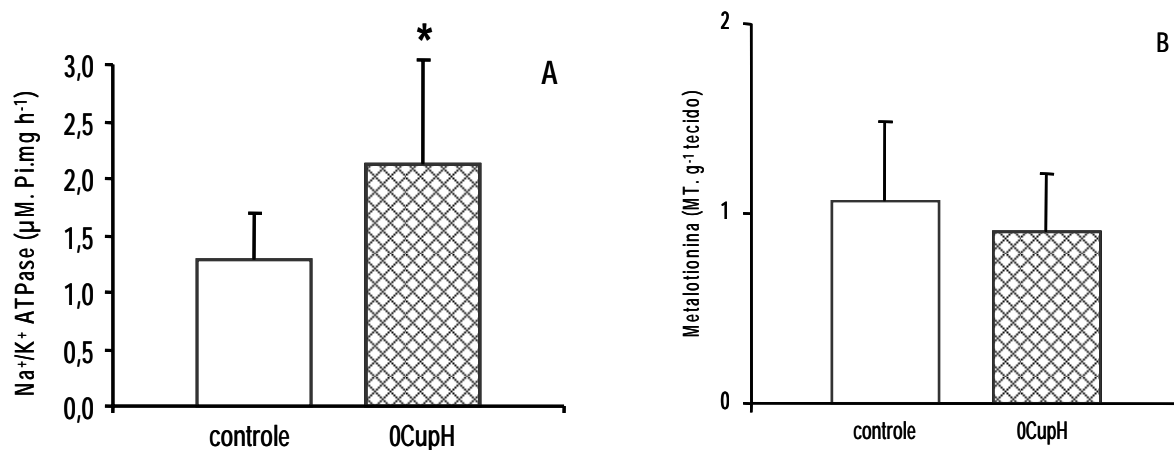 *
A
3,0
2,5
2,0
1,5
1,0
0,5
0,0
Na⁺/K⁺ ATPase (µM. Pi.mg h⁻¹)
controle 0CupH
B
2
1
0
Metalotionina (MT. g⁻¹ tecido)
controle 0CupH